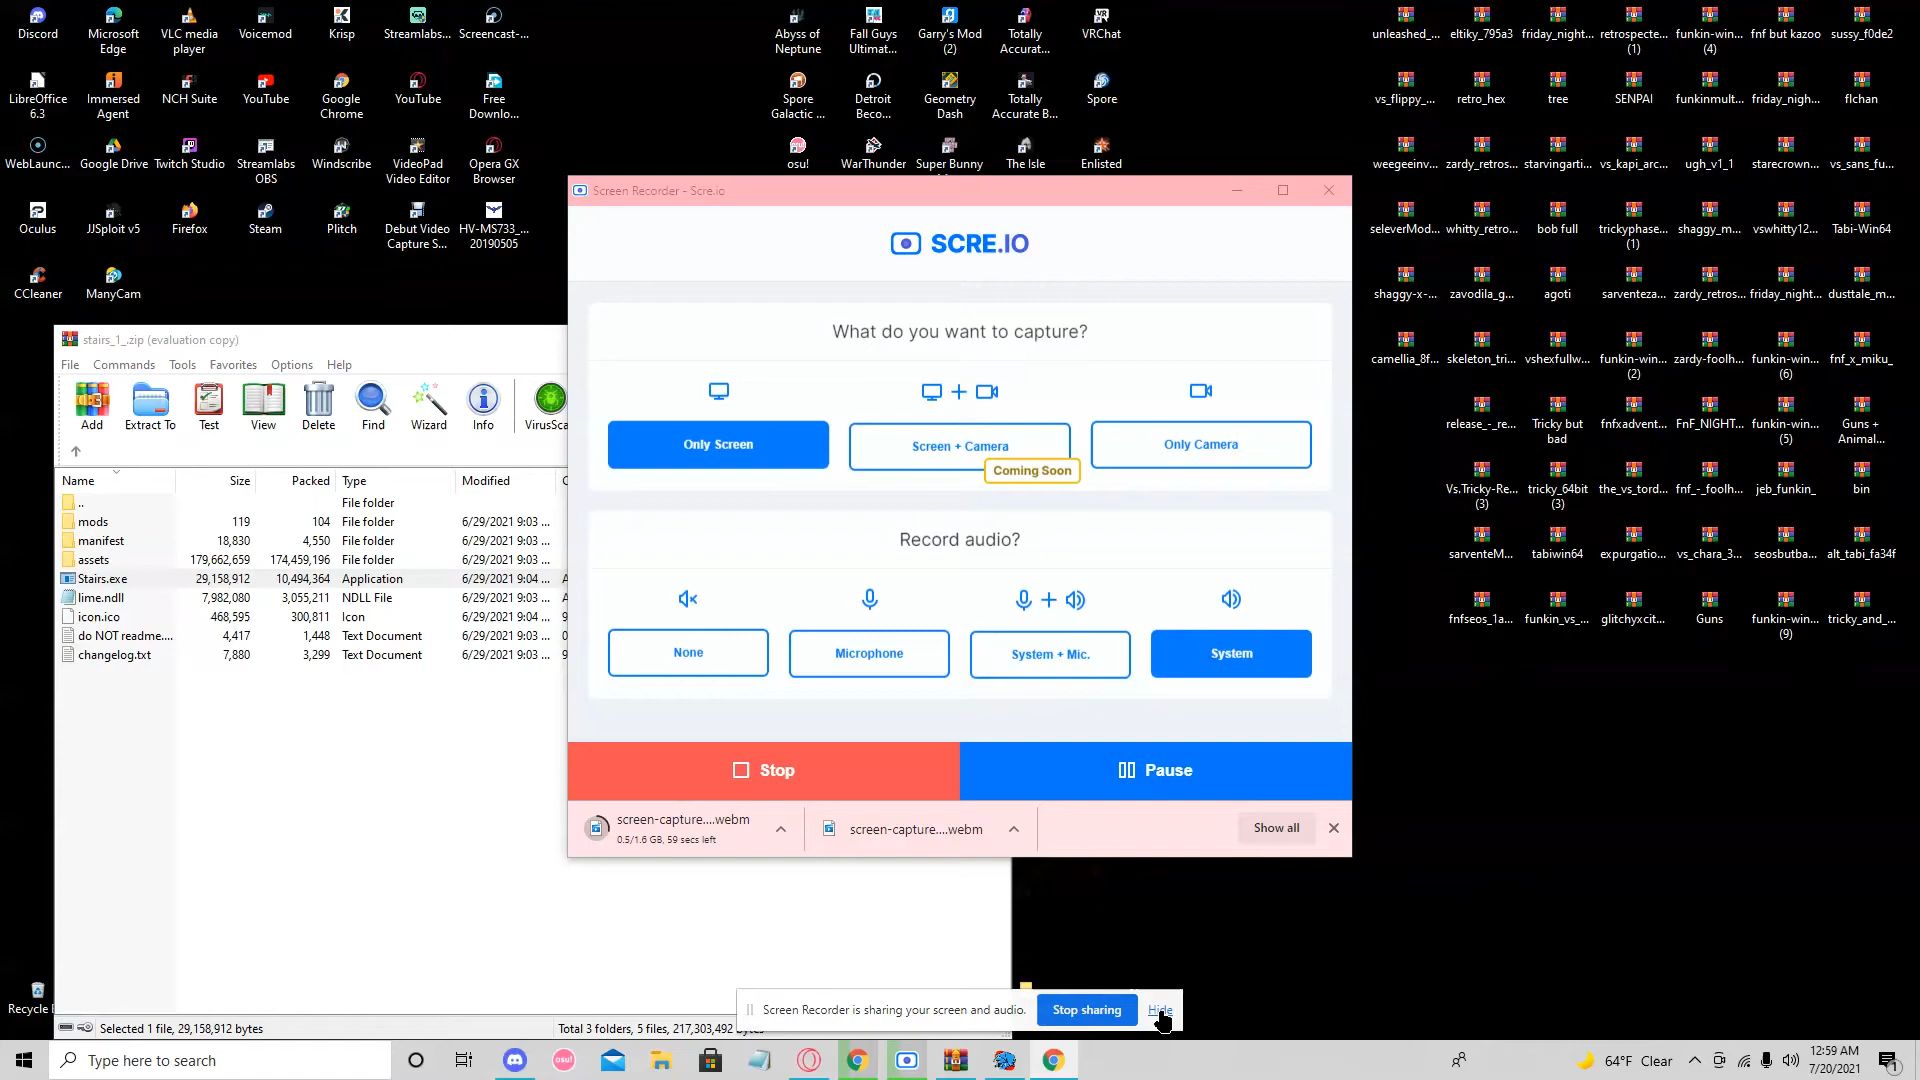 Discord
Microsoft
Edge
VLC media
player
Voicemod
Krisp
Streamlabs...
Screencast-...
Abyss of
Neptune
Fall Guys
Ultimat...
Garry's Mod
(2)
Totally
Accurat...
VRChat
unleashed_...
eltiky_795a3
friday_night...
retrospecte...
(1)
funkin-win...
(4)
fnf but kazoo
sussy_f0de2
LibreOffice
6.3
Immersed
Agent
NCH Suite
YouTube
Google
Chrome
YouTube
Free
Downlo...
Spore
Galactic ...
Detroit
Beco...
Geometry
Dash
Totally
Accurate B...
Spore
vs_flippy_...
retro_hex
tree
SENPAI
funkinmult...
friday_nigh...
flchan
WebLaunc...
Google Drive
Twitch Studio
Streamlabs
OBS
Windscribe
VideoPad
Video Editor
Opera GX
Browser
osu!
WarThunder
Super Bunny
The Isle
Enlisted
weegeeinv...
zardy_retros...
starvingarti...
vs_kapi_arc...
ugh_v1_1
starecrown...
vs_sans_fu...
Oculus
JJSploit v5
Firefox
Steam
Plitch
Debut Video
Capture S...
HV-MS733_...
20190505
seleverMod...
whitty_retro...
bob full
trickyphase...
(1)
shaggy_m...
vswhitty12...
Tabi-Win64
CCleaner
ManyCam
shaggy-x-...
zavodila_g...
agoti
sarventeza...
zardy_retros...
friday_night...
dusttale_m...
camellia_8f...
skeleton_tri...
vshexfullw...
funkin-win...
(2)
zardy-foolh...
funkin-win...
(6)
fnf_x_miku_
release_-_re...
Tricky but
bad
fnfxadvent...
FnF_NIGHT...
funkin-win...
(5)
Guns +
Animal...
Vs.Tricky-Re...
(3)
tricky_64bit
(3)
the_vs_tord...
fnf_-_foolh...
jeb_funkin_
bin
sarventeM...
tabiwin64
expurgatio...
vs_chara_3...
seosbutba...
alt_tabi_fa34f
fnfseos_1a...
funkin_vs_...
glitchyxcit...
Guns
funkin-win...
(9)
tricky_and_...
stairs_1_.zip (evaluation copy)
File Commands Tools Favorites Options Help
Add Extract To Test View Delete Find Wizard Info VirusSca
Name Size Packed Type Modified C
.. File folder
mods 119 104 File folder 6/29/2021 9:03 ...
manifest 18,830 4,550 File folder 6/29/2021 9:03 ...
assets 179,662,659 174,459,196 File folder 6/29/2021 9:03 ...
Stairs.exe 29,158,912 10,494,364 Application 6/29/2021 9:04 ... A
lime.ndll 7,982,080 3,055,211 NDLL File 6/29/2021 9:03 ... A
icon.ico 468,595 300,811 Icon 6/29/2021 9:04 ... 9
do NOT readme.... 4,417 1,448 Text Document 6/29/2021 9:03 ... 0
changelog.txt 7,880 3,299 Text Document 6/29/2021 9:03 ... 9
Selected 1 file, 29,158,912 bytes
Total 3 folders, 5 files, 217,303,492
Screen Recorder - Scre.io
SCRE.IO
What do you want to capture?
Only Screen
Screen + Camera
Only Camera
Coming Soon
Record audio?
None
Microphone
System + Mic.
System
Stop
Pause
screen-capture....webm
0.5/1.6 GB, 59 secs left
screen-capture....webm
Show all
Screen Recorder is sharing your screen and audio.
Stop sharing
Hide
Recycle
Type here to search
osu!
64°F Clear
12:59 AM
7/20/2021
1